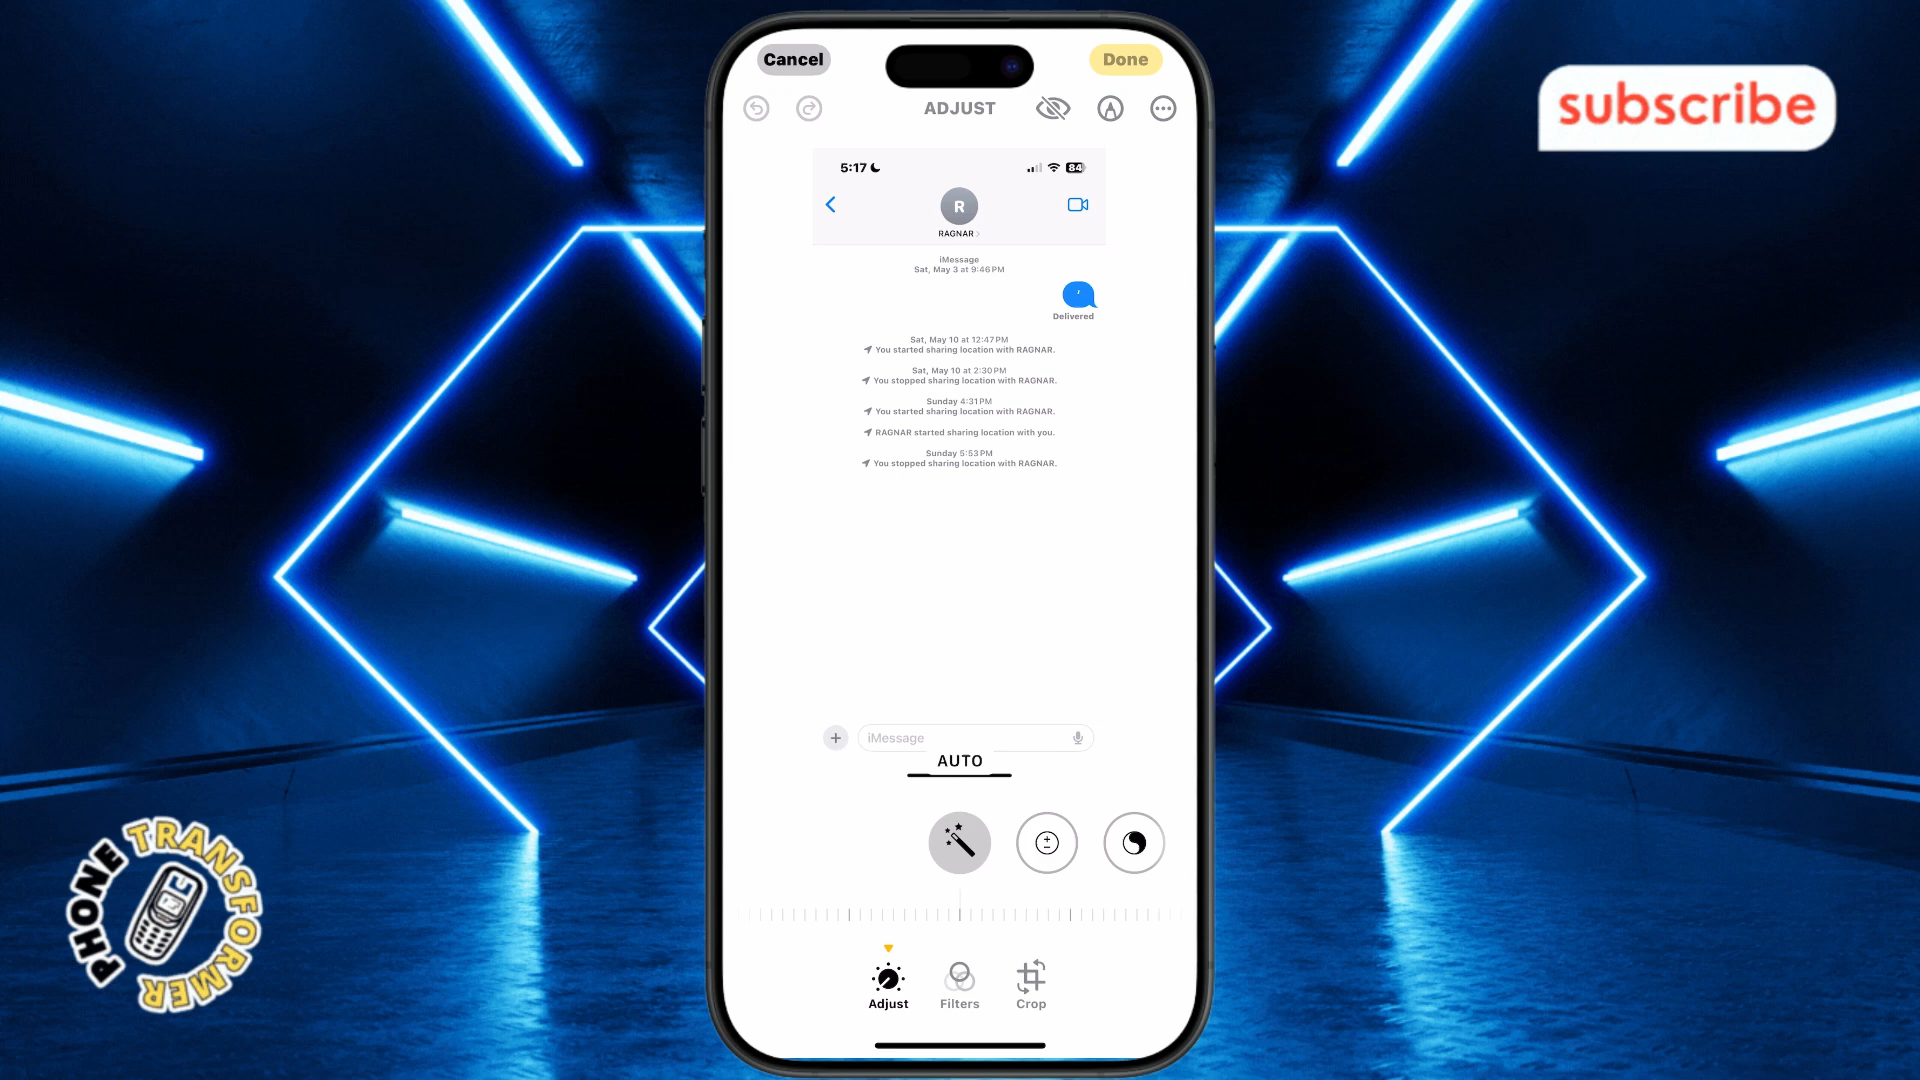 Cancel
Done
ADJUST
subscribe
5:17
84
R
RAGNAR
iMessage
Sat, May 3 at 9:46 PM
Delivered
Sat, May 10 at 12:47 PM
You started sharing location with RAGNAR.
Sat, May 10 at 2:30 PM
You stopped sharing location with RAGNAR.
Sunday 4:31 PM
You started sharing location with RAGNAR.
RAGNAR started sharing location with you.
Sunday 5:53 PM
You stopped sharing location with RAGNAR.
iMessage
AUTO
Adjust
Filters
Crop
PHONE TRANSFORMER